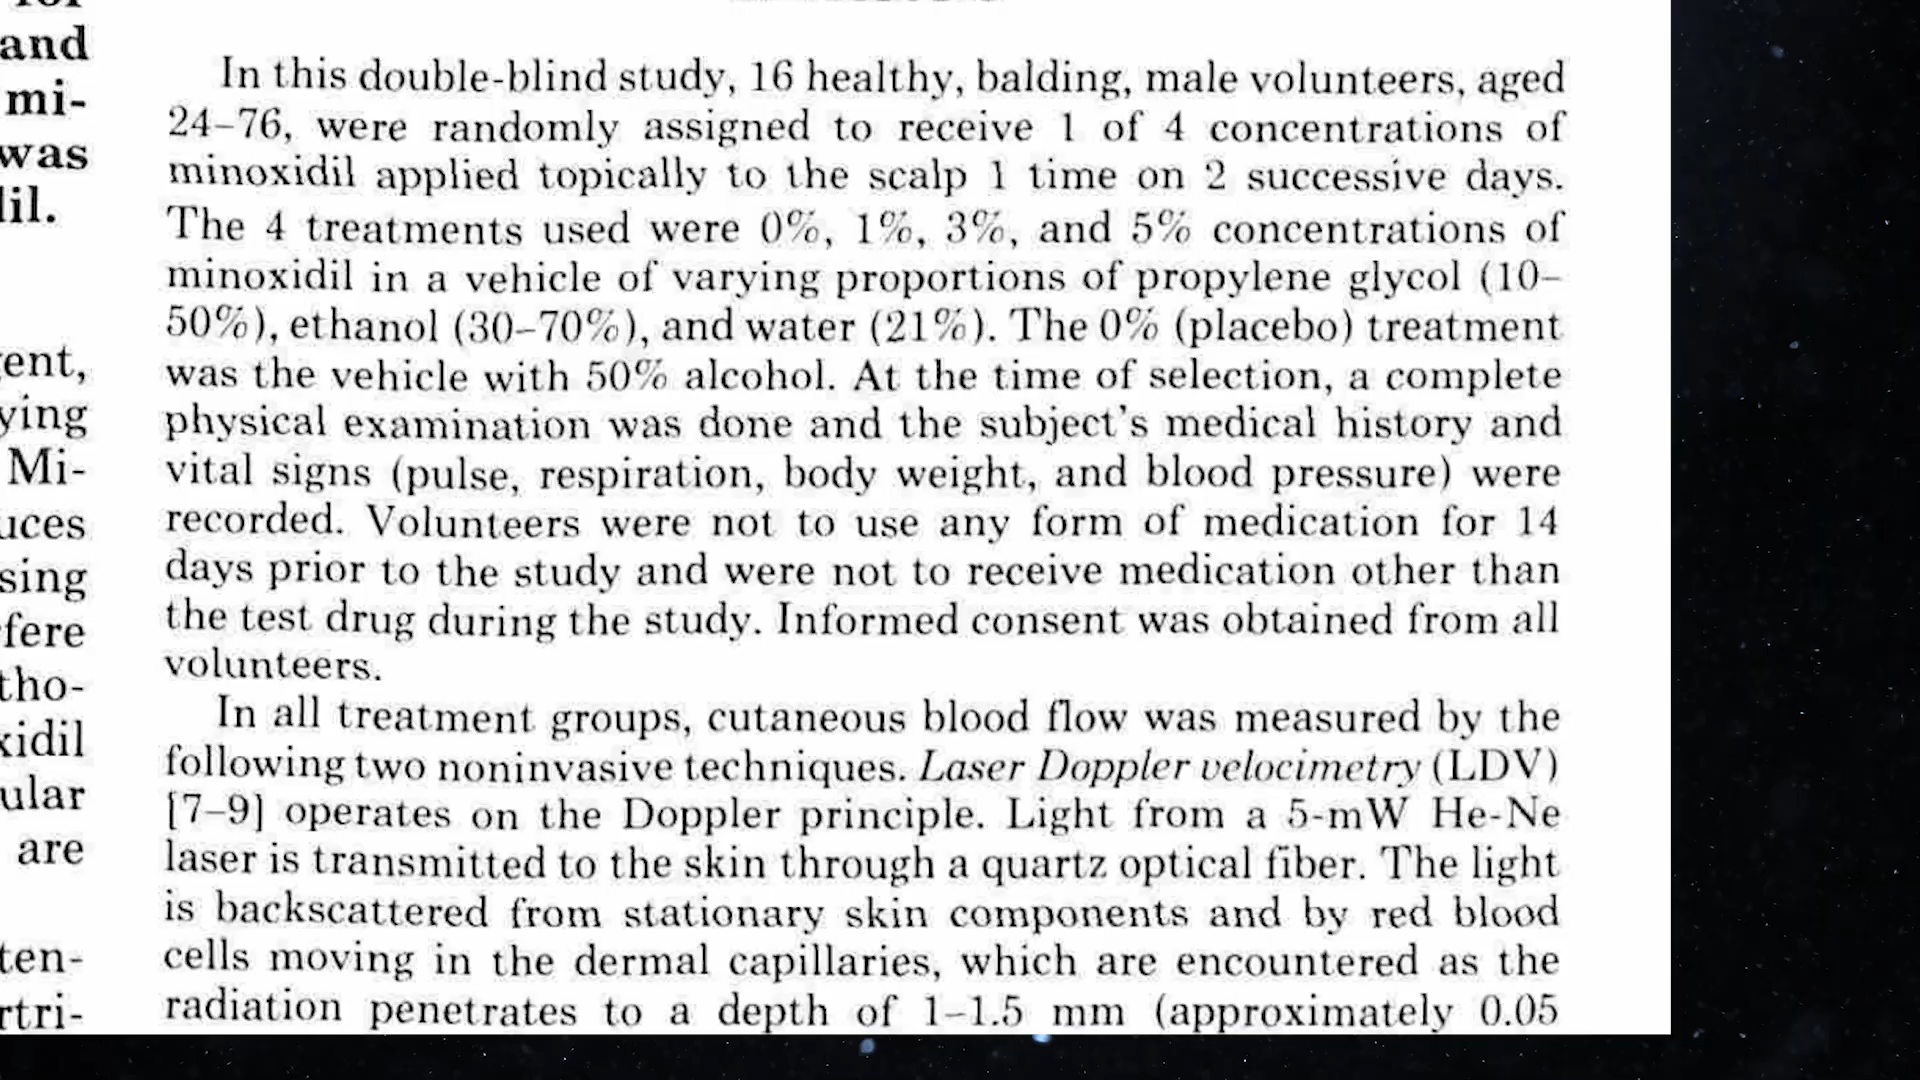 and
mi-
was
lil.
ent,
ying
Mi-
uces
sing
fere
tho-
xidil
ular
are
ten-
rtri-
In this double-blind study, 16 healthy, balding, male volunteers, aged
24–76, were randomly assigned to receive 1 of 4 concentrations of
minoxidil applied topically to the scalp 1 time on 2 successive days.
The 4 treatments used were 0%, 1%, 3%, and 5% concentrations of
minoxidil in a vehicle of varying proportions of propylene glycol (10–
50%), ethanol (30–70%), and water (21%). The 0% (placebo) treatment
was the vehicle with 50% alcohol. At the time of selection, a complete
physical examination was done and the subject's medical history and
vital signs (pulse, respiration, body weight, and blood pressure) were
recorded. Volunteers were not to use any form of medication for 14
days prior to the study and were not to receive medication other than
the test drug during the study. Informed consent was obtained from all
volunteers.
In all treatment groups, cutaneous blood flow was measured by the
following two noninvasive techniques. Laser Doppler velocimetry (LDV)
[7–9] operates on the Doppler principle. Light from a 5-mW He-Ne
laser is transmitted to the skin through a quartz optical fiber. The light
is backscattered from stationary skin components and by red blood
cells moving in the dermal capillaries, which are encountered as the
radiation penetrates to a depth of 1–1.5 mm (approximately 0.05